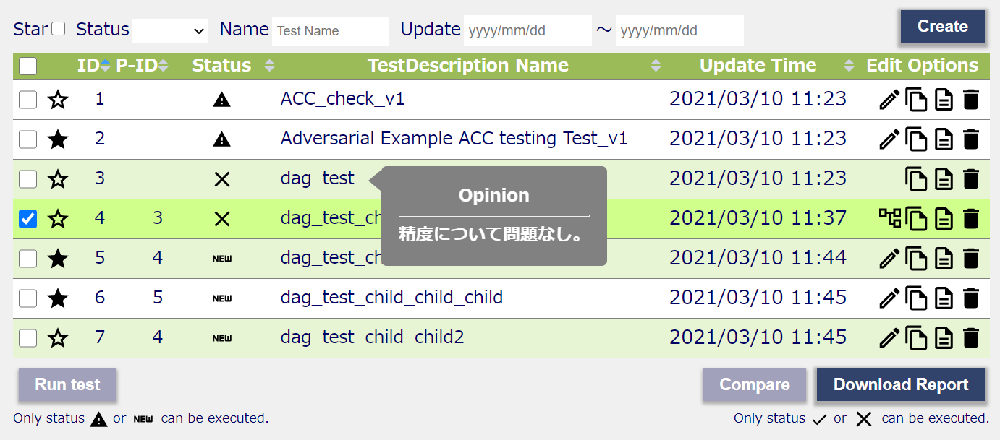 Star Status Name Test Name Update yyyy/mm/dd ～ yyyy/mm/dd Create
ID P-ID Status TestDescription Name Update Time Edit Options
1 ACC_check_v1 2021/03/10 11:23
2 Adversarial Example ACC testing Test_v1 2021/03/10 11:23
3 dag_test 2021/03/10 11:23
Opinion
精度について問題なし。
4 3 dag_test_ch 2021/03/10 11:37
5 4 NEW dag_test_ch 2021/03/10 11:44
6 5 NEW dag_test_child_child_child 2021/03/10 11:45
7 4 NEW dag_test_child_child2 2021/03/10 11:45
Run test Compare Download Report
Only status or NEW can be executed. Only status or can be executed.